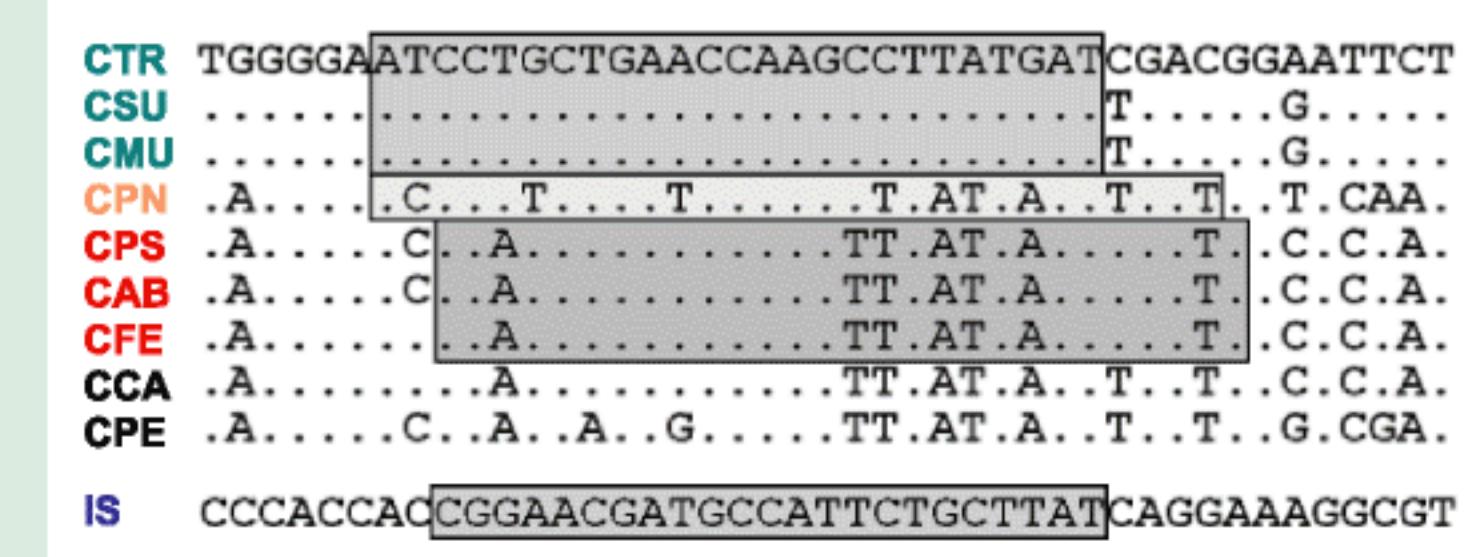 CTR TGGGGAATCCTGCTGAACCAAGCCTTATGATCGACGGAATTCT
CSU ...............................T.....G.....
CMU ...............................T.....G.....
CPN .A.....C...T....T......T.AT.A..T..T..T.CAA.
CPS .A.....C..A...........TT.AT.A.....T..C.C.A.
CAB .A.....C..A...........TT.AT.A.....T..C.C.A.
CFE .A........A...........TT.AT.A.....T..C.C.A.
CCA .A........A...........TT.AT.A..T..T..C.C.A.
CPE .A.....C..A..A..G.....TT.AT.A..T..T..G.CGA.
IS CCCACCACCGGAACGATGCCATTCTGCTTATCAGGAAAGGCGT